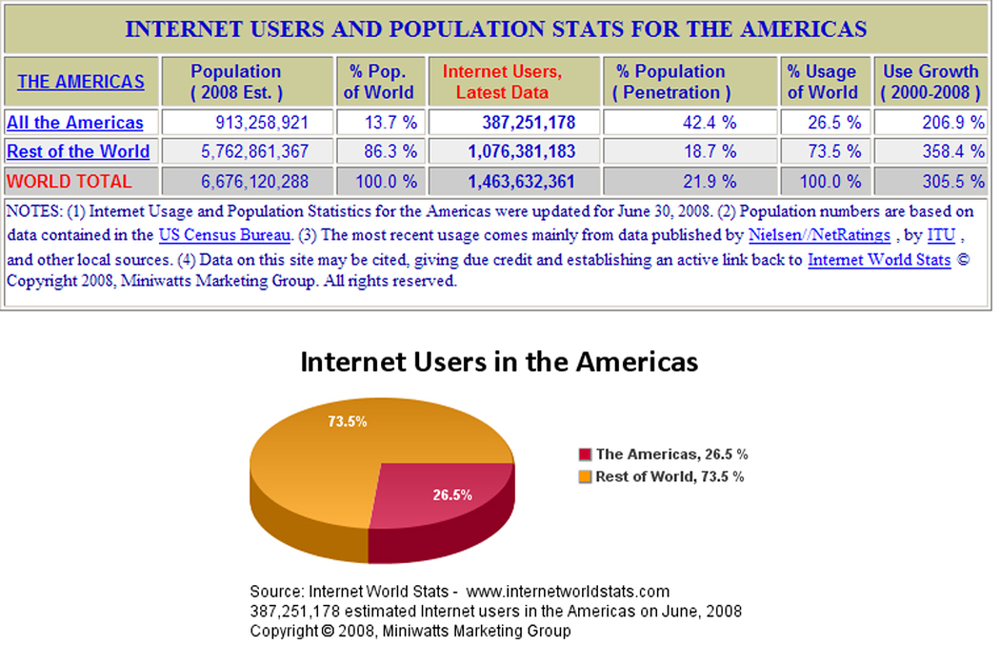 INTERNET USERS AND POPULATION STATS FOR THE AMERICAS
THE AMERICAS Population ( 2008 Est. ) % Pop. of World Internet Users, Latest Data % Population ( Penetration ) % Usage of World Use Growth ( 2000-2008 )
All the Americas 913,258,921 13.7 % 387,251,178 42.4 % 26.5 % 206.9 %
Rest of the World 5,762,861,367 86.3 % 1,076,381,183 18.7 % 73.5 % 358.4 %
WORLD TOTAL 6,676,120,288 100.0 % 1,463,632,361 21.9 % 100.0 % 305.5 %
NOTES: (1) Internet Usage and Population Statistics for the Americas were updated for June 30, 2008. (2) Population numbers are based on
data contained in the US Census Bureau. (3) The most recent usage comes mainly from data published by Nielsen//NetRatings , by ITU ,
and other local sources. (4) Data on this site may be cited, giving due credit and establishing an active link back to Internet World Stats ©
Copyright 2008, Miniwatts Marketing Group. All rights reserved.
Internet Users in the Americas
73.5%
26.5%
The Americas, 26.5 %
Rest of World, 73.5 %
Source: Internet World Stats - www.internetworldstats.com
387,251,178 estimated Internet users in the Americas on June, 2008
Copyright © 2008, Miniwatts Marketing Group